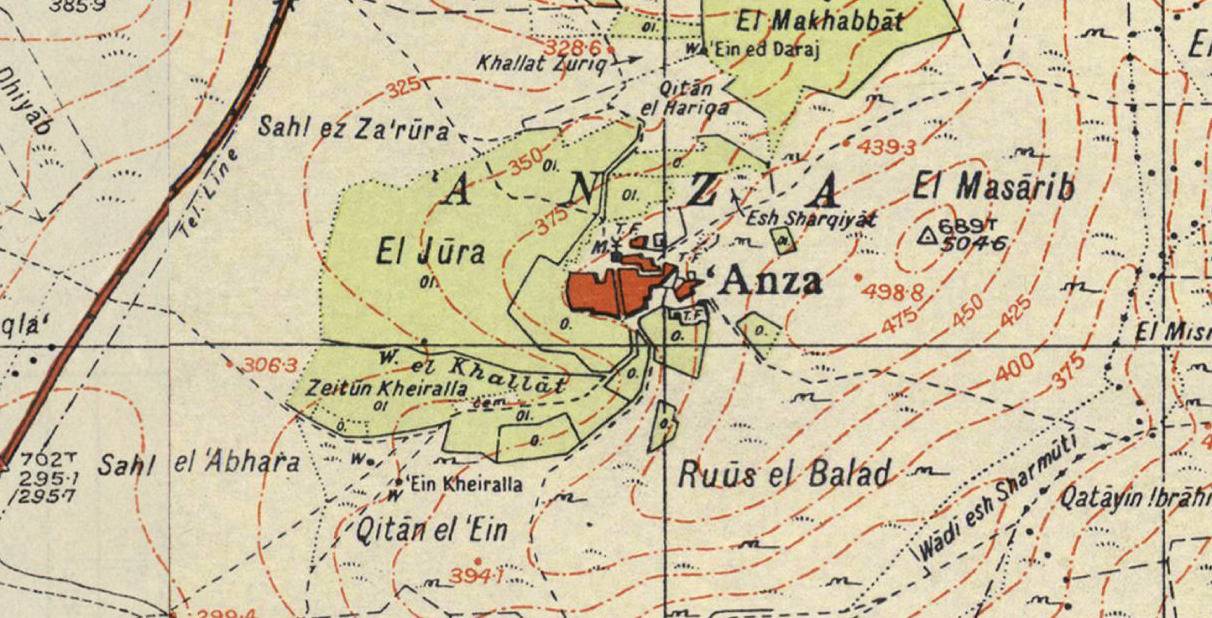 385.9
El Makhabbāt
Ol.
328·6
W
'Ein ed Daraj
Khallat Zuriq
Dhiyāb
325
Qitān
el Hariqa
Sahl ez Za'rūra
439·3
350
Ol.
O.
'A N Z A
Ol.
El Masārib
Tel. Line
375
Esh Sharqiyāt
T.F.
689T
504·6
M.
T.F.
El Jūra
Ol.
'Anza
498·8
475
450
425
qla'
O.
T.F.
O.
O.
El Misr
W.
el Khallāt
306·3
400
375
Zeitūn Kheiralla
Cem
O.
Ol
Ol.
O.
O.
O.
702T
295·1
295·7
Sahl el 'Abhara
W
Ruūs el Balad
'Ein Kheiralla
W
Wādi esh Sharmūti
Qatāyin Ibrāhī
Qitān el 'Ein
394·1
299·4